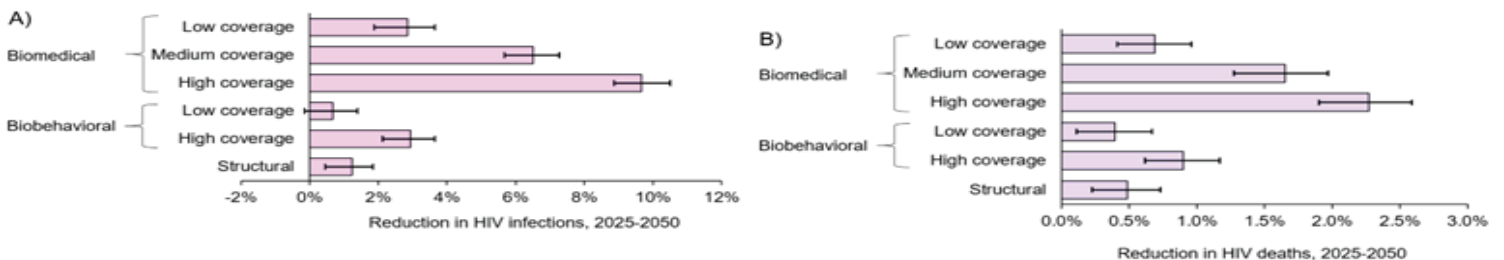 A)
Biomedical
Low coverage
Medium coverage
High coverage
Biobehavioral
Low coverage
High coverage
Structural
-2% 0% 2% 4% 6% 8% 10% 12%
Reduction in HIV infections, 2025-2050
B)
Biomedical
Low coverage
Medium coverage
High coverage
Biobehavioral
Low coverage
High coverage
Structural
0.0% 0.5% 1.0% 1.5% 2.0% 2.5% 3.0%
Reduction in HIV deaths, 2025-2050